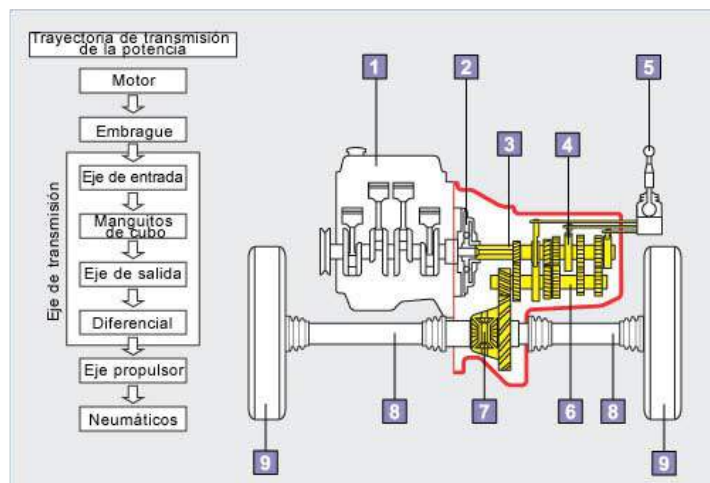 Trayectoria de transmisión
de la potencia
Motor
Embrague
Eje de transmisión
Eje de entrada
Manguitos
de cubo
Eje de salida
Diferencial
Eje propulsor
Neumáticos
1
2
3
4
5
6
7
8
8
9
9